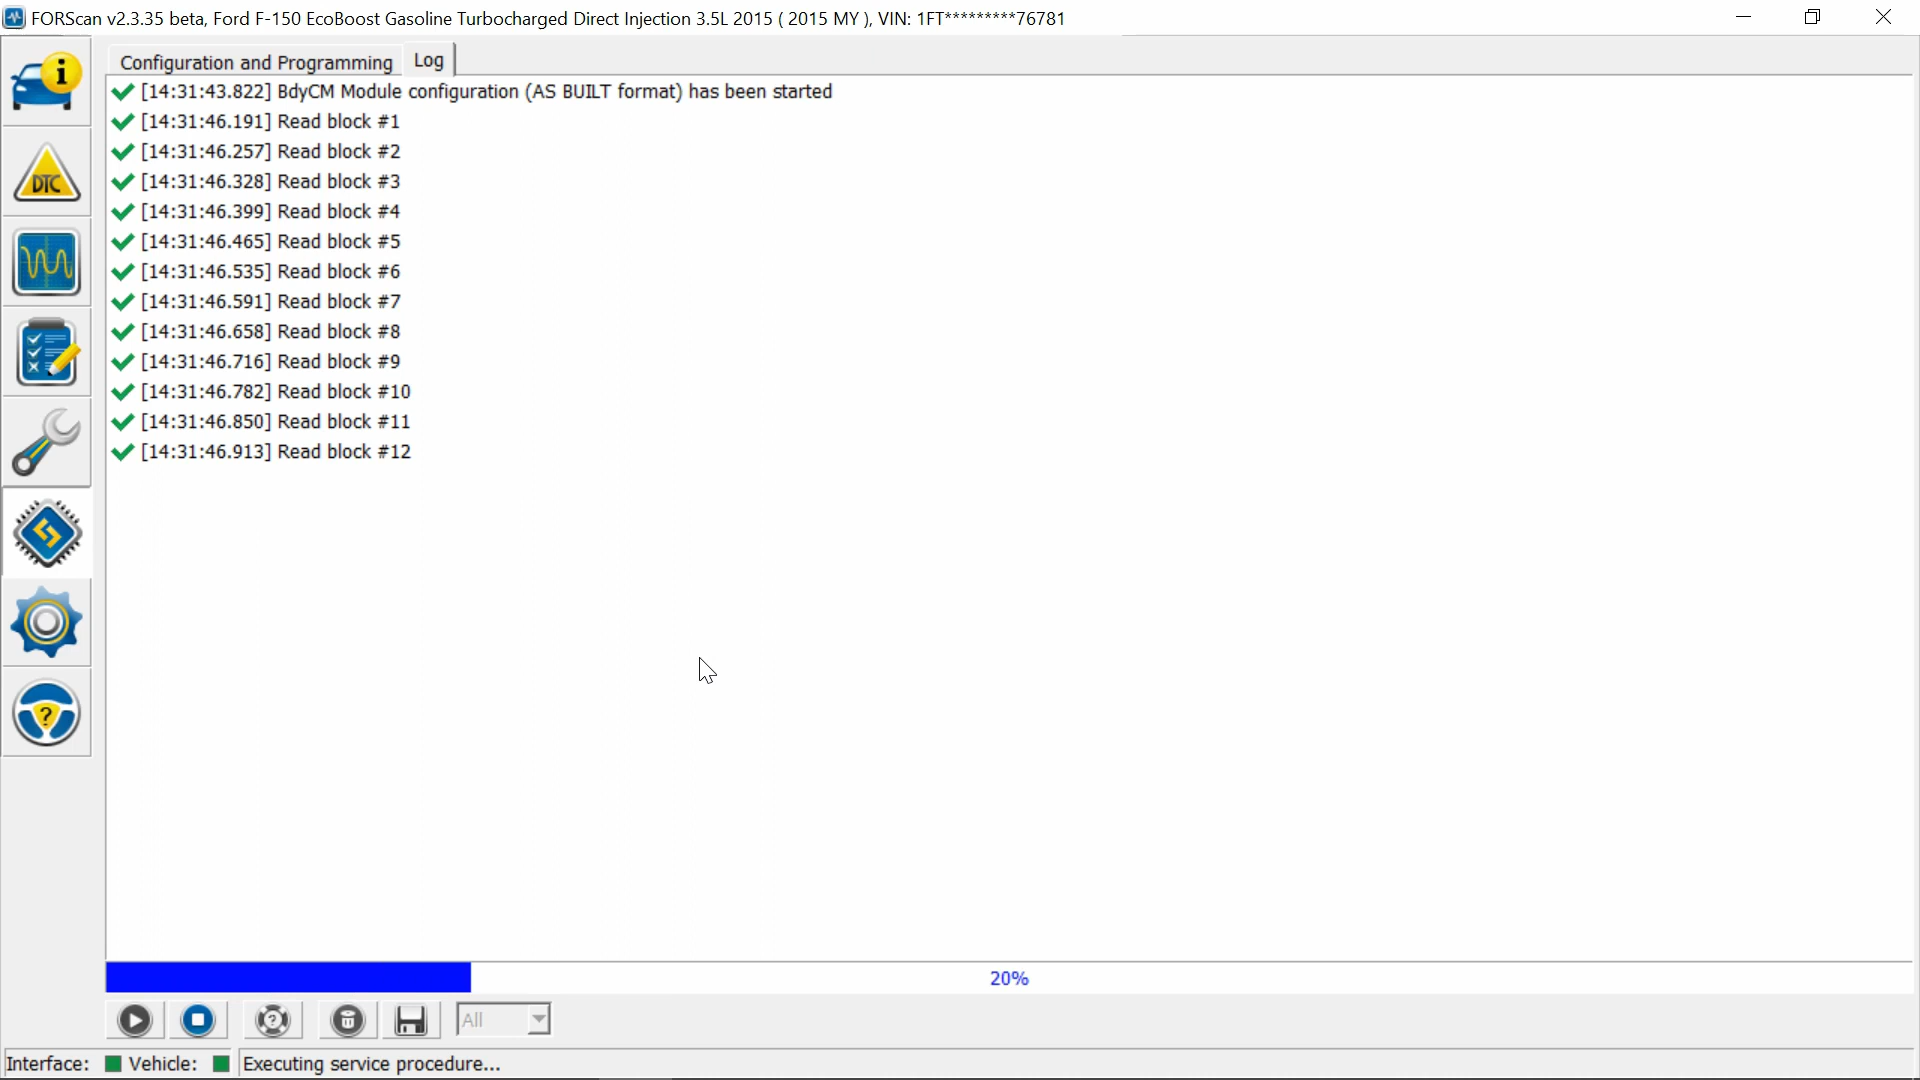 FORScan v2.3.35 beta, Ford F-150 EcoBoost Gasoline Turbocharged Direct Injection 3.5L 2015 ( 2015 MY ), VIN: 1FT*********76781
Configuration and Programming
Log
[14:31:43.822] BdyCM Module configuration (AS BUILT format) has been started
[14:31:46.191] Read block #1
[14:31:46.257] Read block #2
[14:31:46.328] Read block #3
[14:31:46.399] Read block #4
[14:31:46.465] Read block #5
[14:31:46.535] Read block #6
[14:31:46.591] Read block #7
[14:31:46.658] Read block #8
[14:31:46.716] Read block #9
[14:31:46.782] Read block #10
[14:31:46.850] Read block #11
[14:31:46.913] Read block #12
i
DTC
?
20%
?
All
Interface: Vehicle: Executing service procedure...